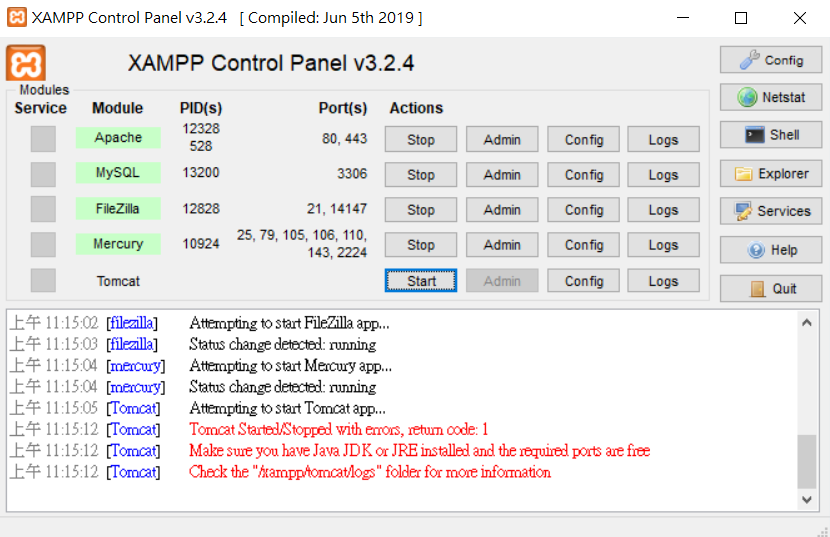 XAMPP Control Panel v3.2.4 [ Compiled: Jun 5th 2019 ]
XAMPP Control Panel v3.2.4
Config
Modules
Service Module PID(s) Port(s) Actions
Netstat
Apache 12328 528 80, 443 Stop Admin Config Logs
Shell
MySQL 13200 3306 Stop Admin Config Logs
Explorer
FileZilla 12828 21, 14147 Stop Admin Config Logs
Services
Mercury 10924 25, 79, 105, 106, 110, 143, 2224 Stop Admin Config Logs
Help
Tomcat Start Admin Config Logs
Quit
上午 11:15:02 [filezilla] Attempting to start FileZilla app...
上午 11:15:03 [filezilla] Status change detected: running
上午 11:15:04 [mercury] Attempting to start Mercury app...
上午 11:15:04 [mercury] Status change detected: running
上午 11:15:05 [Tomcat] Attempting to start Tomcat app...
上午 11:15:12 [Tomcat] Tomcat Started/Stopped with errors, return code: 1
上午 11:15:12 [Tomcat] Make sure you have Java JDK or JRE installed and the required ports are free
上午 11:15:12 [Tomcat] Check the "/xampp/tomcat/logs" folder for more information